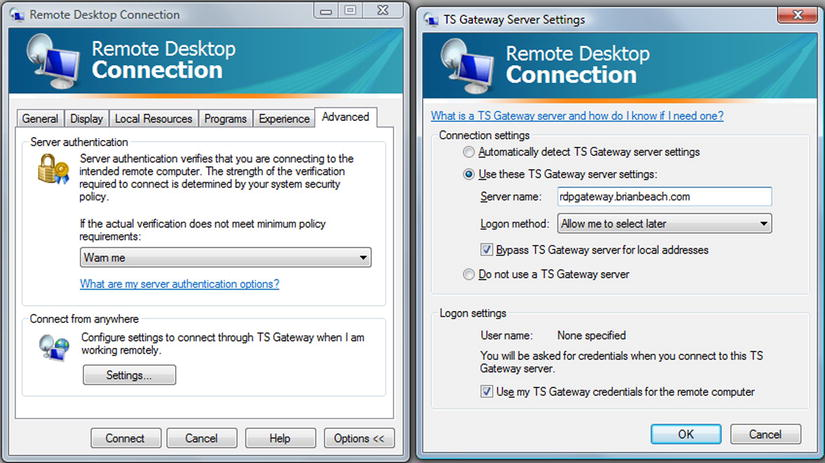 Remote Desktop Connection
Remote Desktop
Connection
General Display Local Resources Programs Experience Advanced
Server authentication
Server authentication verifies that you are connecting to the
intended remote computer. The strength of the verification
required to connect is determined by your system security
policy.
If the actual verification does not meet minimum policy
requirements:
Warn me
What are my server authentication options?
Connect from anywhere
Configure settings to connect through TS Gateway when I am
working remotely.
Settings...
Connect Cancel Help Options <<
TS Gateway Server Settings
Remote Desktop
Connection
What is a TS Gateway server and how do I know if I need one?
Connection settings
Automatically detect TS Gateway server settings
Use these TS Gateway server settings:
Server name: rdpgateway.brianbeach.com
Logon method: Allow me to select later
Bypass TS Gateway server for local addresses
Do not use a TS Gateway server
Logon settings
User name: None specified
You will be asked for credentials when you connect to this TS
Gateway server.
Use my TS Gateway credentials for the remote computer
OK Cancel